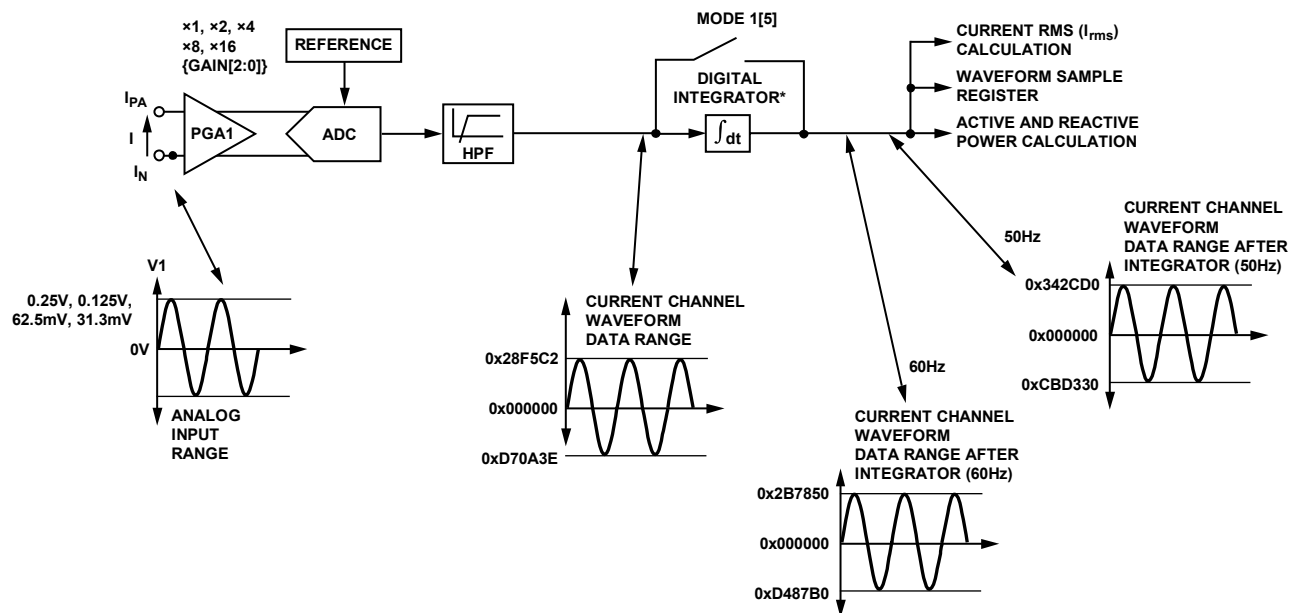 ×1, ×2, ×4
×8, ×16
{GAIN[2:0]}
REFERENCE
MODE 1[5]
DIGITAL
INTEGRATOR*
CURRENT RMS (Irms)
CALCULATION
WAVEFORM SAMPLE
REGISTER
ACTIVE AND REACTIVE
POWER CALCULATION
IPA
I
IN
PGA1
ADC
HPF
∫dt
V1
0.25V, 0.125V,
62.5mV, 31.3mV
0V
ANALOG
INPUT
RANGE
CURRENT CHANNEL
WAVEFORM
DATA RANGE
0x28F5C2
0x000000
0xD70A3E
60Hz
CURRENT CHANNEL
WAVEFORM
DATA RANGE AFTER
INTEGRATOR (60Hz)
0x2B7850
0x000000
0xD487B0
50Hz
CURRENT CHANNEL
WAVEFORM
DATA RANGE AFTER
INTEGRATOR (50Hz)
0x342CD0
0x000000
0xCBD330